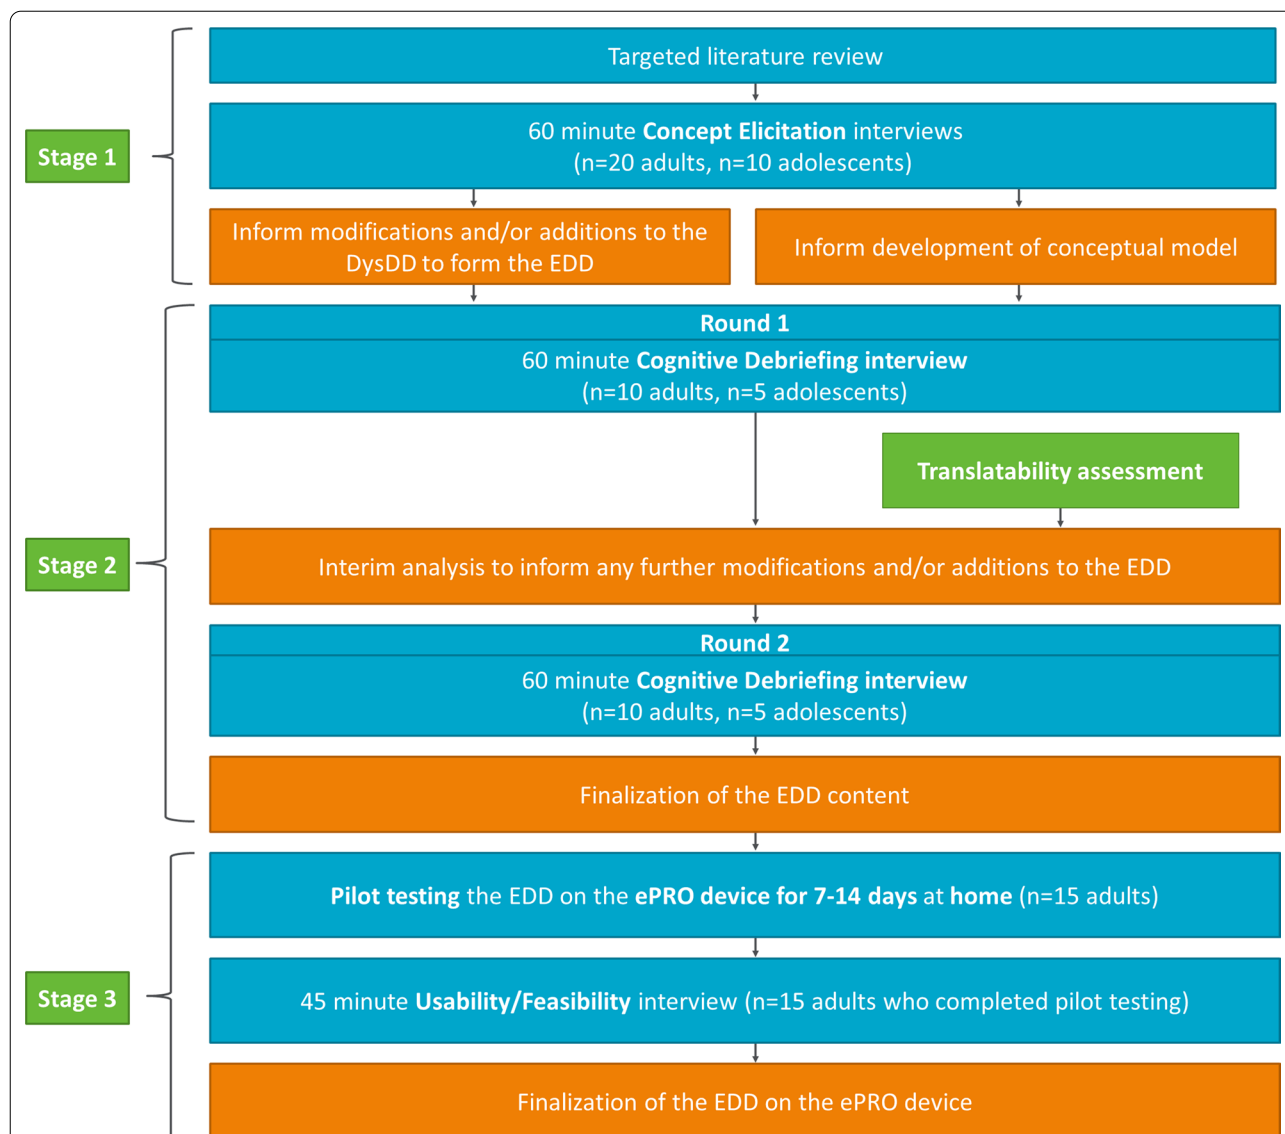 Targeted literature review
Stage 1
60 minute Concept Elicitation interviews
(n=20 adults, n=10 adolescents)
Inform modifications and/or additions to the
DysDD to form the EDD
Inform development of conceptual model
Round 1
60 minute Cognitive Debriefing interview
(n=10 adults, n=5 adolescents)
Translatability assessment
Stage 2
Interim analysis to inform any further modifications and/or additions to the EDD
Round 2
60 minute Cognitive Debriefing interview
(n=10 adults, n=5 adolescents)
Finalization of the EDD content
Pilot testing the EDD on the ePRO device for 7-14 days at home (n=15 adults)
Stage 3
45 minute Usability/Feasibility interview (n=15 adults who completed pilot testing)
Finalization of the EDD on the ePRO device